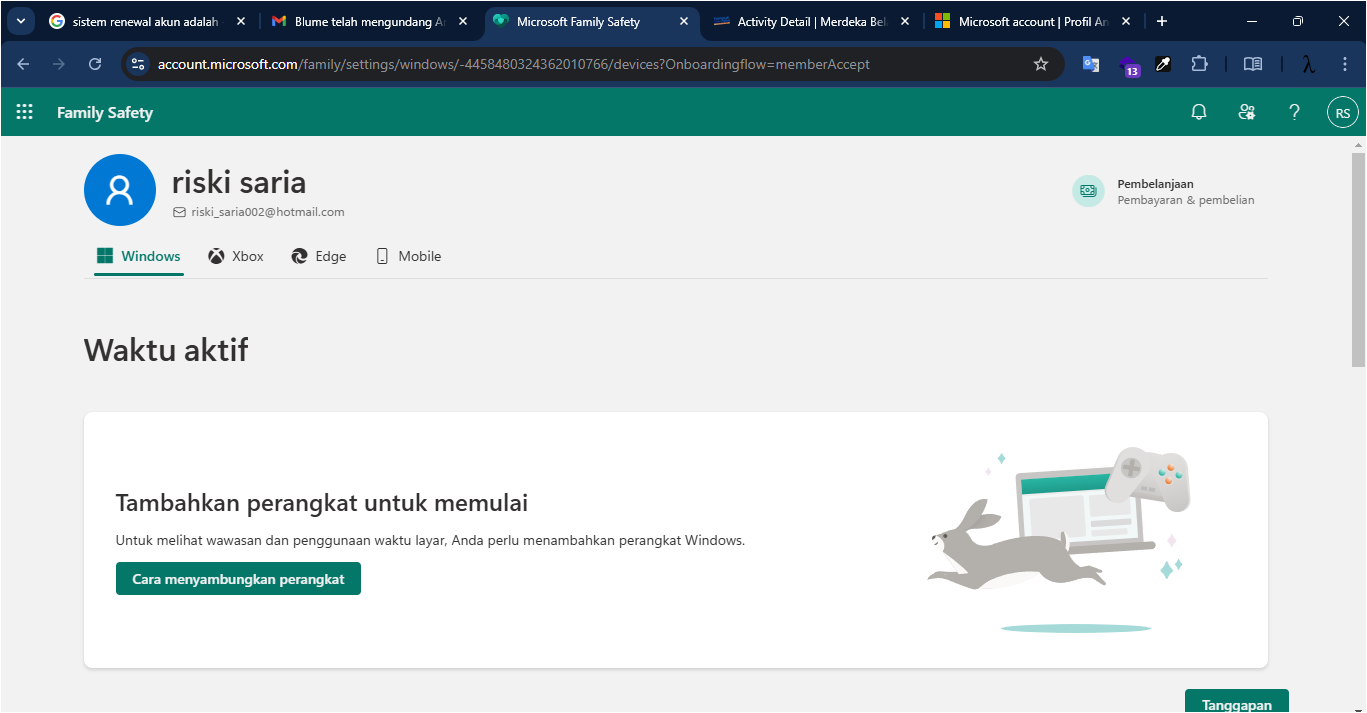 sistem renewal akun adalah
Blume telah mengundang Ar
Microsoft Family Safety
Activity Detail | Merdeka Bela
Microsoft account | Profil An
account.microsoft.com/family/settings/windows/-4458480324362010766/devices?Onboardingflow=memberAccept
13
Family Safety
RS
riski saria
riski_saria002@hotmail.com
Pembelanjaan
Pembayaran & pembelian
Windows
Xbox
Edge
Mobile
Waktu aktif
Tambahkan perangkat untuk memulai
Untuk melihat wawasan dan penggunaan waktu layar, Anda perlu menambahkan perangkat Windows.
Cara menyambungkan perangkat
Tanggapan